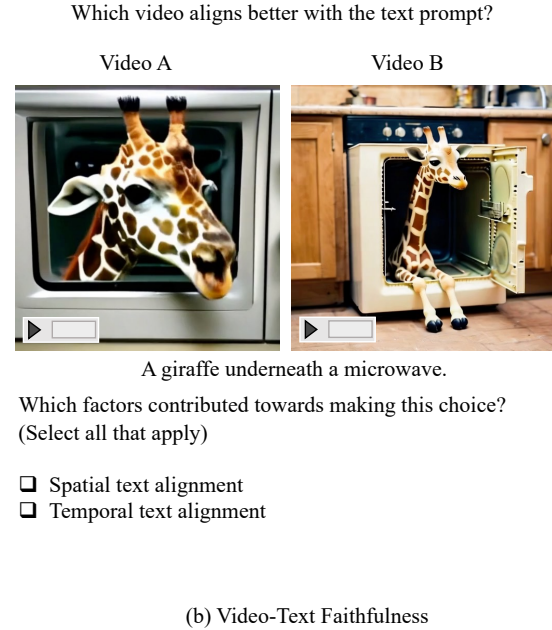 Which video aligns better with the text prompt?
Video A
Video B
A giraffe underneath a microwave.
Which factors contributed towards making this choice?
(Select all that apply)
❑ Spatial text alignment
❑ Temporal text alignment
(b) Video-Text Faithfulness